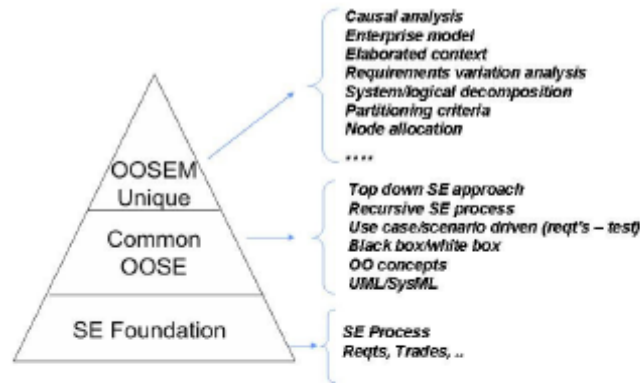 Causal analysis
Enterprise model
Elaborated context
Requirements variation analysis
System/logical decomposition
Partitioning criteria
Node allocation
....
OOSEM
Unique
Top down SE approach
Recursive SE process
Use case/scenario driven (reqt's – test)
Black box/white box
OO concepts
UML/SysML
Common
OOSE
SE Foundation
SE Process
Reqts, Trades, ..